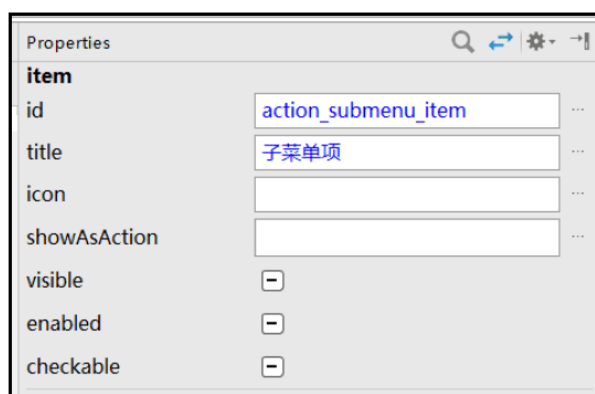 Properties
item
id action_submenu_item
title 子菜单项
icon
showAsAction
visible
enabled
checkable